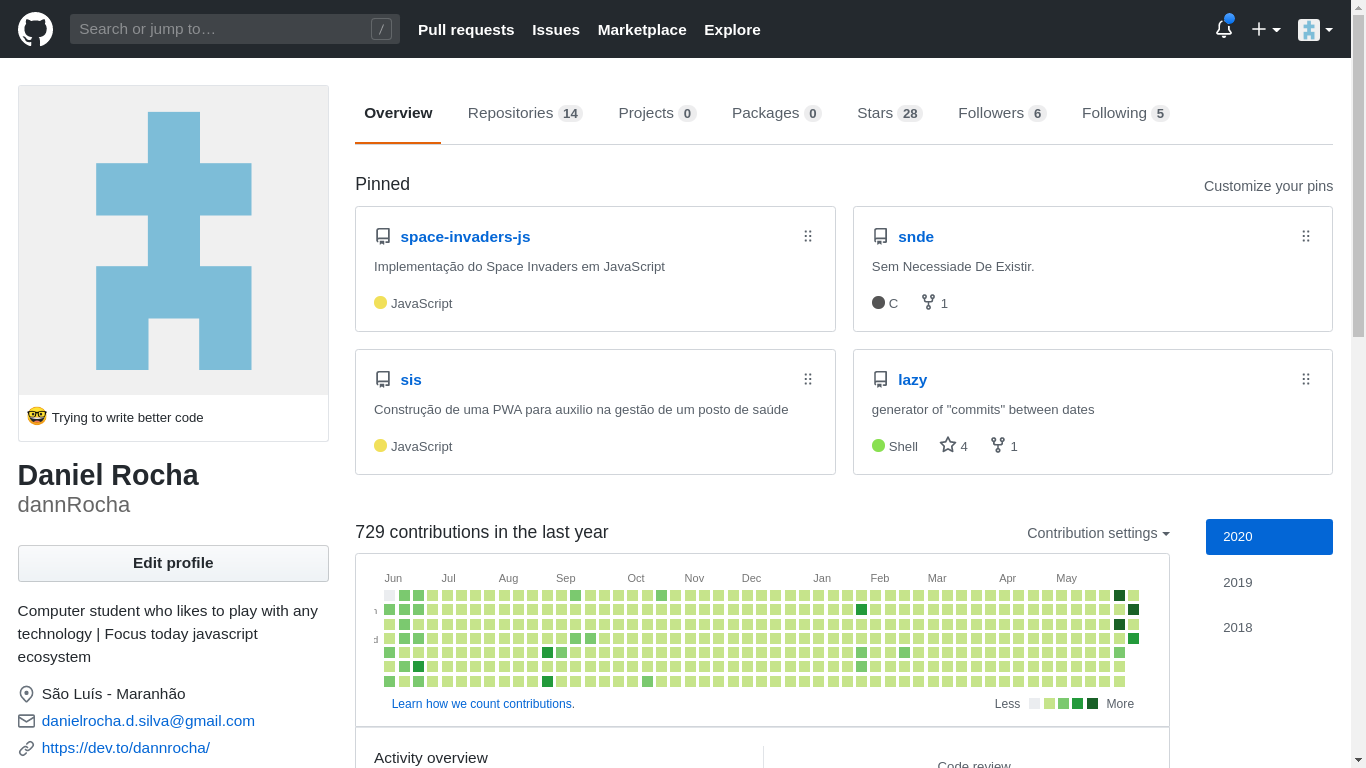 Search or jump to…
/
Pull requests Issues Marketplace Explore
Overview Repositories 14 Projects 0 Packages 0 Stars 28 Followers 6 Following 5
Trying to write better code
Daniel Rocha
dannRocha
Edit profile
Computer student who likes to play with any
technology | Focus today javascript
ecosystem
São Luís - Maranhão
danielrocha.d.silva@gmail.com
https://dev.to/dannrocha/
Pinned
Customize your pins
space-invaders-js
Implementação do Space Invaders em JavaScript
JavaScript
snde
Sem Necessiade De Existir.
C 1
sis
Construção de uma PWA para auxilio na gestão de um posto de saúde
JavaScript
lazy
generator of "commits" between dates
Shell 4 1
729 contributions in the last year
Contribution settings
Jun Jul Aug Sep Oct Nov Dec Jan Feb Mar Apr May
Learn how we count contributions.
Less More
2020
2019
2018
Activity overview
Code review